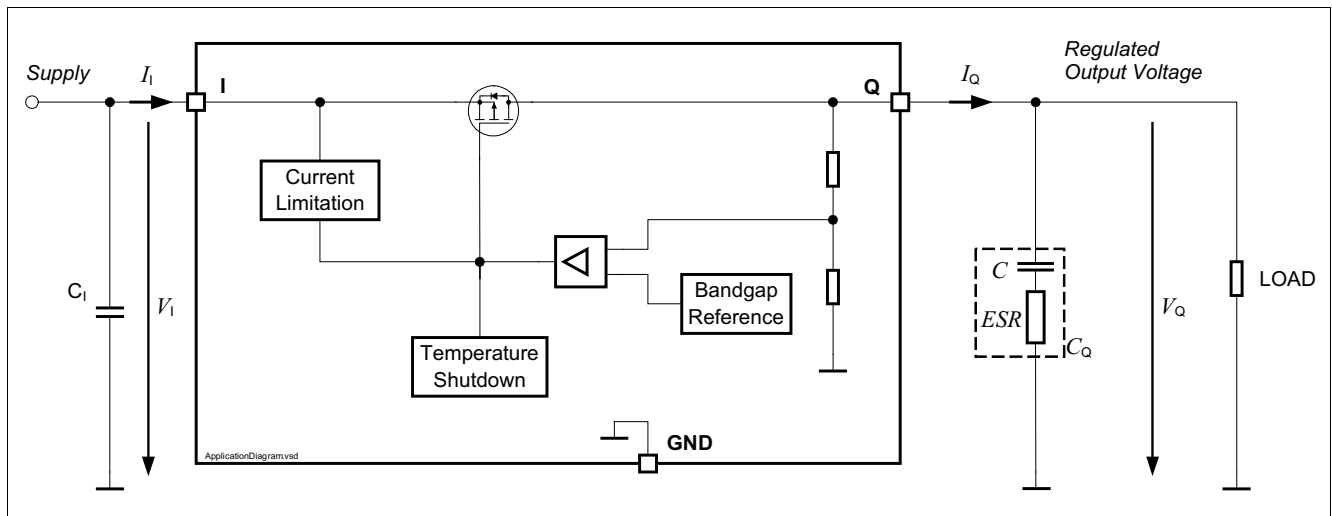 Supply
I_I
I
Q
I_Q
Regulated
Output Voltage
Current
Limitation
C_I
V_I
Bandgap
Reference
Temperature
Shutdown
C
ESR
C_Q
V_Q
LOAD
GND
ApplicationDiagram.vsd